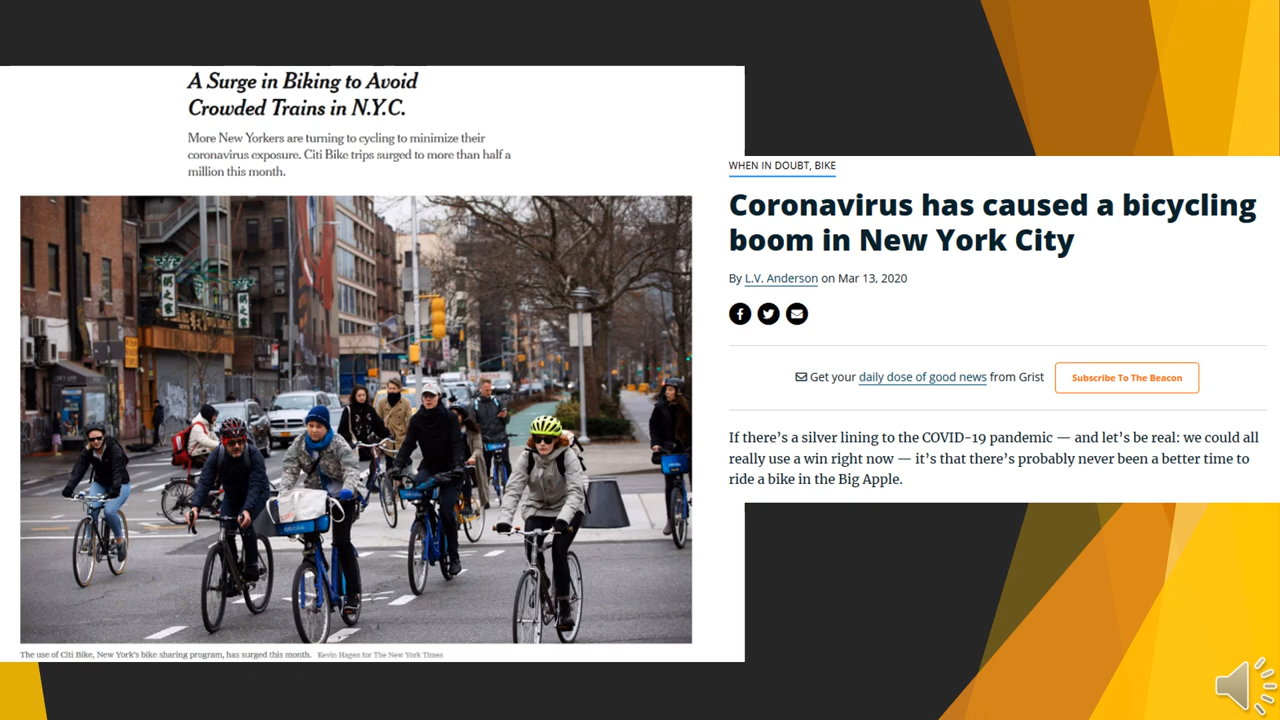 A Surge in Biking to Avoid
Crowded Trains in N.Y.C.
More New Yorkers are turning to cycling to minimize their
coronavirus exposure. Citi Bike trips surged to more than half a
million this month.
The use of Citi Bike, New York's bike sharing program, has surged this month. Kevin Hagen for The New York Times
WHEN IN DOUBT, BIKE
Coronavirus has caused a bicycling
boom in New York City
By L.V. Anderson on Mar 13, 2020
Get your daily dose of good news from Grist
Subscribe To The Beacon
If there's a silver lining to the COVID-19 pandemic — and let's be real: we could all
really use a win right now — it's that there's probably never been a better time to
ride a bike in the Big Apple.